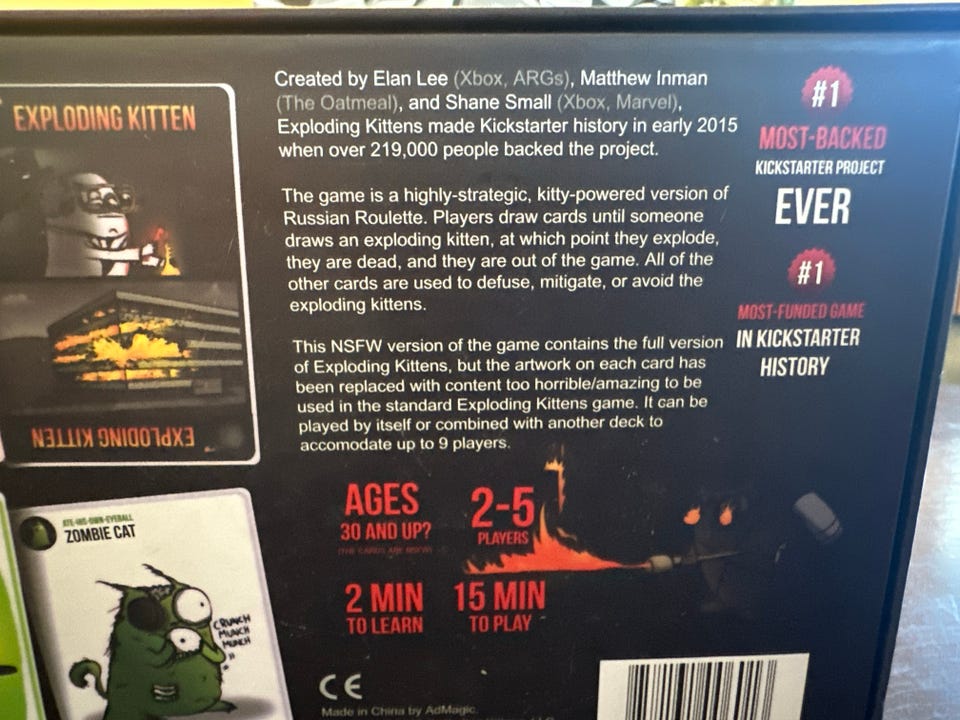 EXPLODING KITTEN
EXPLODING KITTEN
ATE-HIS-OWN-EYEBALL
ZOMBIE CAT
CRUNCH
MUNCH
MUNCH
Created by Elan Lee (Xbox, ARGs), Matthew Inman
(The Oatmeal), and Shane Small (Xbox, Marvel),
Exploding Kittens made Kickstarter history in early 2015
when over 219,000 people backed the project.
The game is a highly-strategic, kitty-powered version of
Russian Roulette. Players draw cards until someone
draws an exploding kitten, at which point they explode,
they are dead, and they are out of the game. All of the
other cards are used to defuse, mitigate, or avoid the
exploding kittens.
This NSFW version of the game contains the full version
of Exploding Kittens, but the artwork on each card has
been replaced with content too horrible/amazing to be
used in the standard Exploding Kittens game. It can be
played by itself or combined with another deck to
accomodate up to 9 players.
#1
MOST-BACKED
KICKSTARTER PROJECT
EVER
#1
MOST-FUNDED GAME
IN KICKSTARTER
HISTORY
AGES
30 AND UP?
(THE CARDS ARE NSFW)
2-5
PLAYERS
2 MIN
TO LEARN
15 MIN
TO PLAY
CE
Made in China by AdMagic.